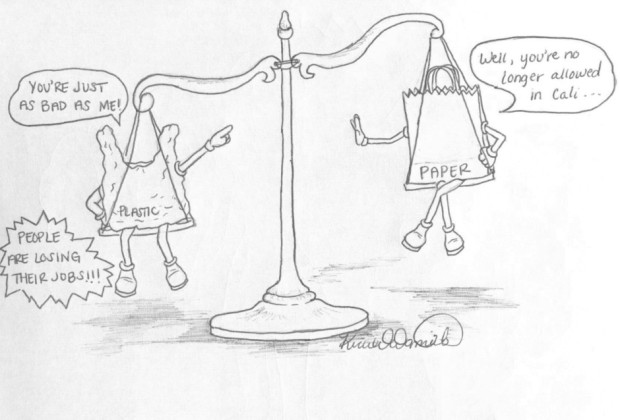 YOU'RE JUST
AS BAD AS ME!
Well, you're no
longer allowed
in Cali...
PLASTIC
PAPER
PEOPLE
ARE LOSING
THEIR JOBS!!!